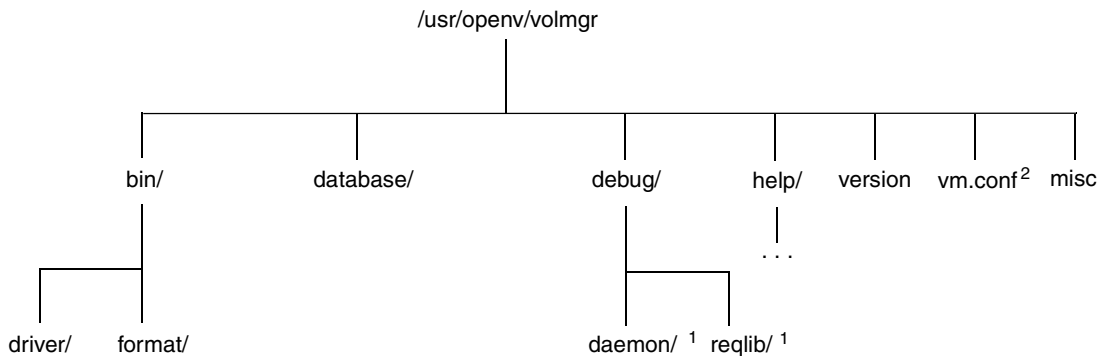 /usr/openv/volmgr
bin/ database/ debug/ help/ version vm.conf 2 misc
. . .
driver/ format/ daemon/ 1 reqlib/ 1